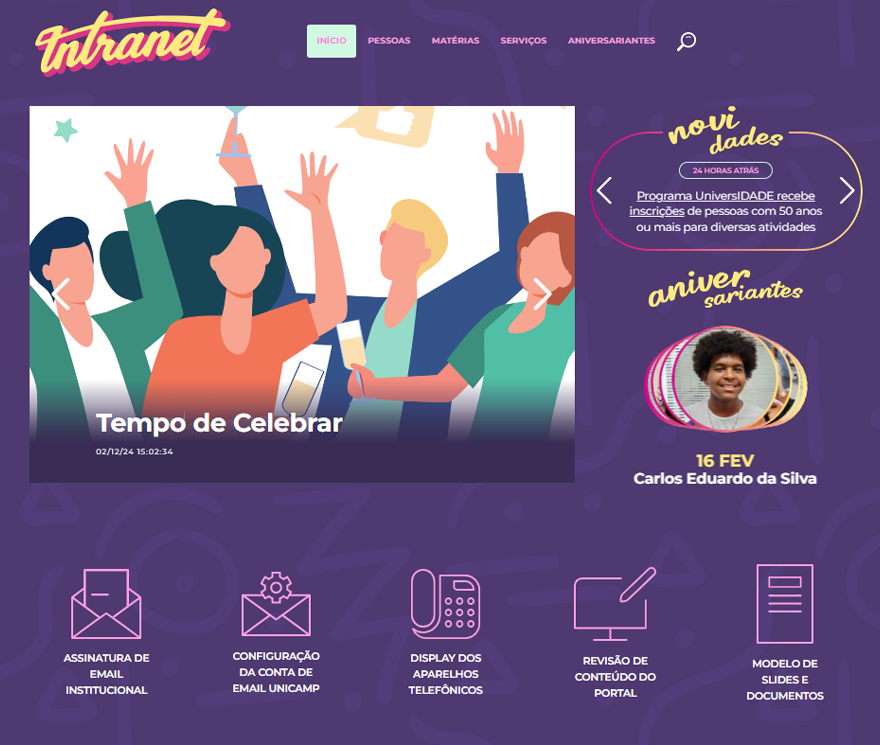 Intranet
INÍCIO
PESSOAS
MATÉRIAS
SERVIÇOS
ANIVERSARIANTES
novi
dades
24 HORAS ATRÁS
Programa UniversIDADE recebe
inscrições de pessoas com 50 anos
ou mais para diversas atividades
aniver
sariantes
Tempo de Celebrar
02/12/24 15:02:34
16 FEV
Carlos Eduardo da Silva
ASSINATURA DE
EMAIL
INSTITUCIONAL
CONFIGURAÇÃO
DA CONTA DE
EMAIL UNICAMP
DISPLAY DOS
APARELHOS
TELEFÔNICOS
REVISÃO DE
CONTEÚDO DO
PORTAL
MODELO DE
SLIDES E
DOCUMENTOS